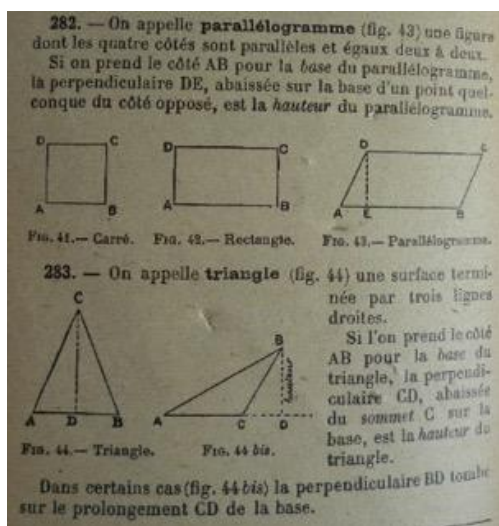 282. — On appelle parallélogramme (fig. 43) une figure
dont les quatre côtés sont parallèles et égaux deux à deux.
Si on prend le côté AB pour la base du parallélogramme,
la perpendiculaire DE, abaissée sur la base d'un point quel-
conque du côté opposé, est la hauteur du parallélogramme.
D C
A B
D C
A B
D C
A E B
FIG. 41. — Carré. FIG. 42. — Rectangle. FIG. 43. — Parallélogramme.
283. — On appelle triangle (fig. 44) une surface termi-
née par trois lignes
droites.
Si l'on prend le côté
AB pour la base du
triangle, la perpendi-
culaire CD, abaissée
du sommet C sur la
base, est la hauteur du
triangle.
C
A D B
B
hauteur
A C D
FIG. 44. — Triangle. FIG. 44 bis.
Dans certains cas (fig. 44 bis) la perpendiculaire BD tombe
sur le prolongement CD de la base.